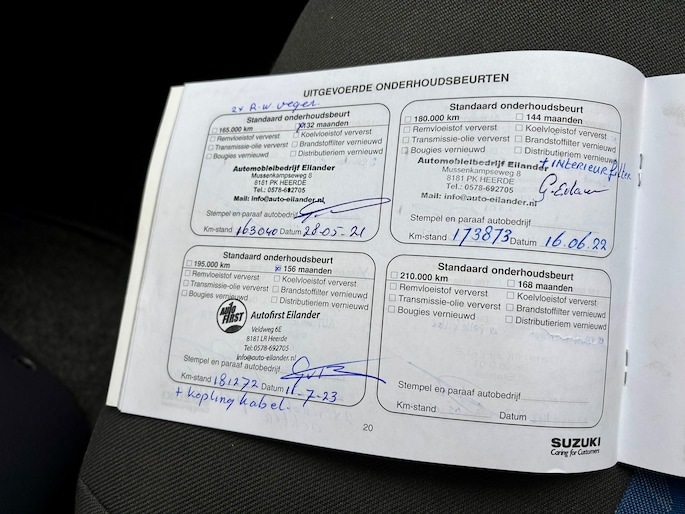 UITGEVOERDE ONDERHOUDSBEURTEN
2x R.W veger.
Standaard onderhoudsbeurt
165.000 km 132 maanden
Remvloeistof ververst Koelvloeistof ververst
Transmissie-olie ververst Brandstoffilter vernieuwd
Bougies vernieuwd Distributieriem vernieuwd
Automobielbedrijf Eilander
Mussenkampseweg 8
8181 PK HEERDE
Tel.: 0578-692705
Mail: info@auto-eilander.nl
Stempel en paraaf autobedrijf
Km-stand 163040 Datum 28-05-21
Standaard onderhoudsbeurt
180.000 km 144 maanden
Remvloeistof ververst Koelvloeistof ververst
Transmissie-olie ververst Brandstoffilter vernieuwd
Bougies vernieuwd Distributieriem vernieuwd
Automobielbedrijf Eilander
+ INTERIEUR filter
Mussenkampseweg 8
8181 PK HEERDE
Tel.: 0578-692705
Mail: info@auto-eilander.nl
Stempel en paraaf autobedrijf
Km-stand 173873 Datum 16.06.22
Standaard onderhoudsbeurt
195.000 km 156 maanden
Remvloeistof ververst Koelvloeistof ververst
Transmissie-olie ververst Brandstoffilter vernieuwd
Bougies vernieuwd Distributieriem vernieuwd
AUTO FIRST
Autofirst Eilander
Veldweg 6E
8181 LR Heerde
Tel:0578-692705
info@auto-eilander.nl
Stempel en paraaf autobedrijf
Km-stand 181272 Datum 11-7-23
+ kopling kabel.
Standaard onderhoudsbeurt
210.000 km 168 maanden
Remvloeistof ververst Koelvloeistof ververst
Transmissie-olie ververst Brandstoffilter vernieuwd
Bougies vernieuwd Distributieriem vernieuwd
Stempel en paraaf autobedrijf
Km-stand Datum
20
SUZUKI
Caring for Customers